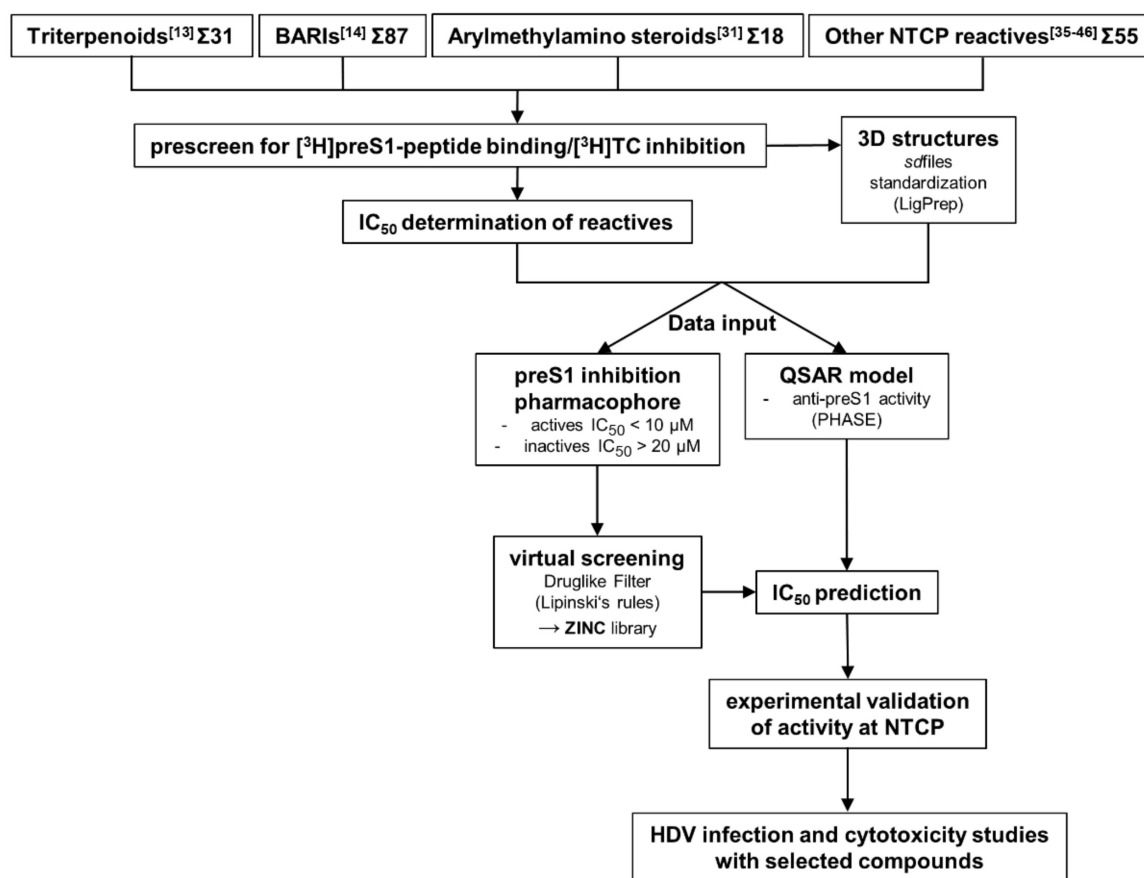 Triterpenoids[13] Σ31
BARIs[14] Σ87
Arylmethylamino steroids[31] Σ18
Other NTCP reactives[35-46] Σ55
prescreen for [3H]preS1-peptide binding/[3H]TC inhibition
3D structures
sdfiles
standardization
(LigPrep)
IC50 determination of reactives
Data input
preS1 inhibition
pharmacophore
- actives IC50 < 10 µM
- inactives IC50 > 20 µM
QSAR model
- anti-preS1 activity
(PHASE)
virtual screening
Druglike Filter
(Lipinski‘s rules)
→ ZINC library
IC50 prediction
experimental validation
of activity at NTCP
HDV infection and cytotoxicity studies
with selected compounds